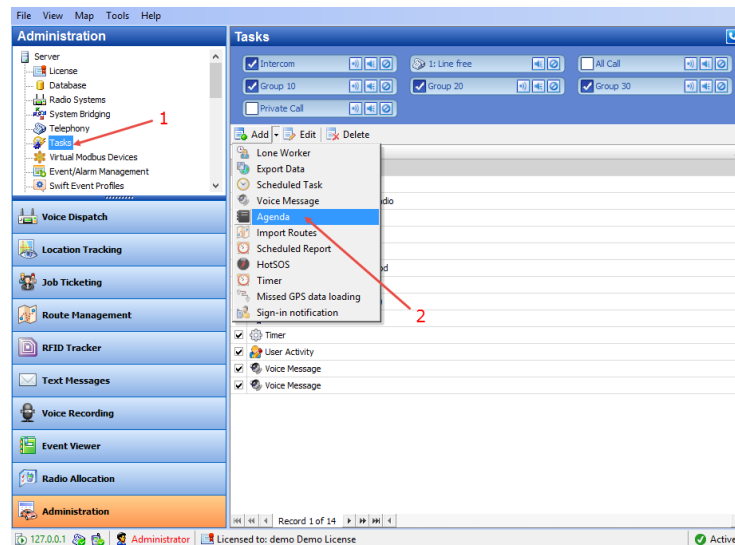 File View Map Tools Help
Administration
Server
License
Database
Radio Systems
System Bridging
Telephony
Tasks
Virtual Modbus Devices
Event/Alarm Management
Swift Event Profiles
1
Voice Dispatch
Location Tracking
Job Ticketing
Route Management
RFID Tracker
Text Messages
Voice Recording
Event Viewer
Radio Allocation
Administration
Tasks
Intercom
1: Line free
All Call
Group 10
Group 20
Group 30
Private Call
Add Edit Delete
Lone Worker
Export Data
Scheduled Task
Voice Message
Agenda
Import Routes
Scheduled Report
HotSOS
Timer
Missed GPS data loading
Sign-in notification
2
Timer
User Activity
Voice Message
Voice Message
Record 1 of 14
127.0.0.1 Administrator Licensed to: demo Demo License Active